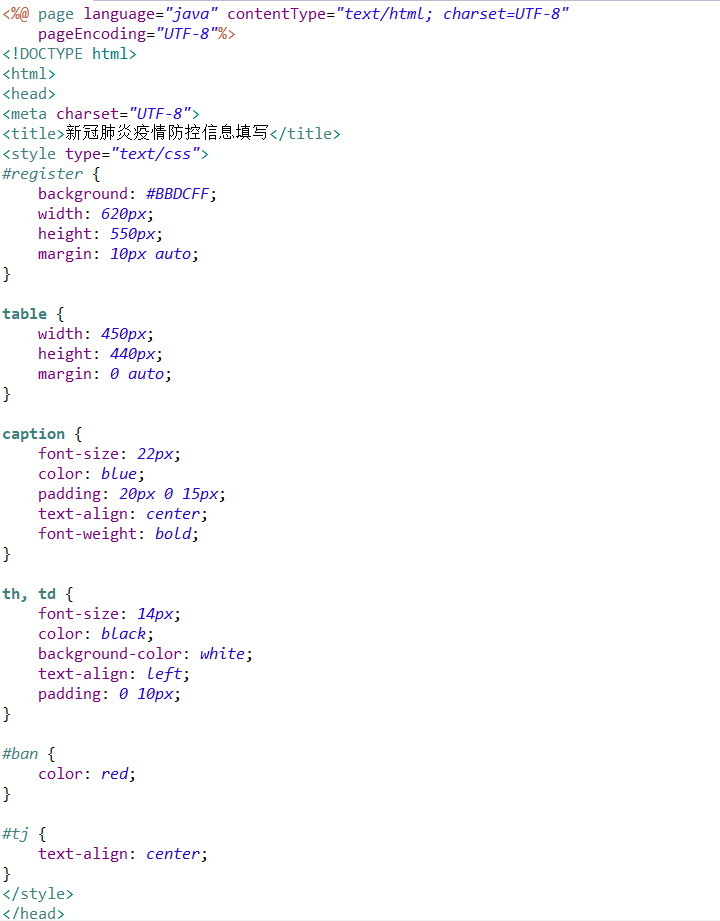 <%@ page language="java" contentType="text/html; charset=UTF-8"
    pageEncoding="UTF-8"%>
<!DOCTYPE html>
<html>
<head>
<meta charset="UTF-8">
<title>新冠肺炎疫情防控信息填写</title>
<style type="text/css">
#register {
    background: #BBDCFF;
    width: 620px;
    height: 550px;
    margin: 10px auto;
}

table {
    width: 450px;
    height: 440px;
    margin: 0 auto;
}

caption {
    font-size: 22px;
    color: blue;
    padding: 20px 0 15px;
    text-align: center;
    font-weight: bold;
}

th, td {
    font-size: 14px;
    color: black;
    background-color: white;
    text-align: left;
    padding: 0 10px;
}

#ban {
    color: red;
}

#tj {
    text-align: center;
}
</style>
</head>